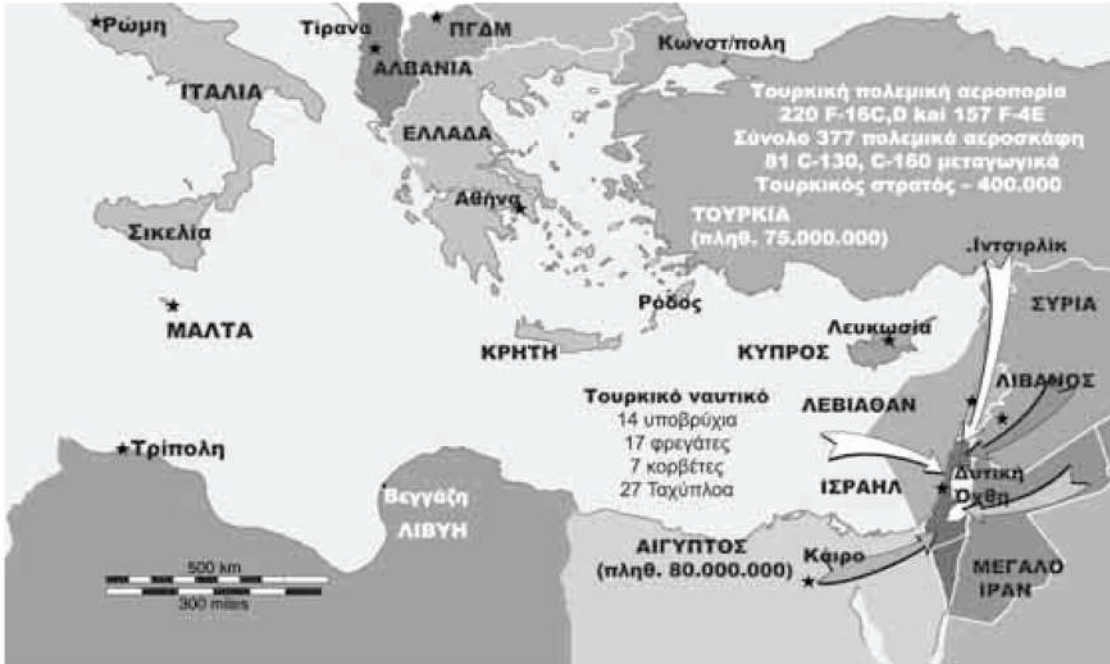 Ρώμη
Τίρανα
ΠΓΔΜ
ΑΛΒΑΝΙΑ
ΙΤΑΛΙΑ
Κωνστ/πολη
Τουρκική πολεμική αεροπορία
220 F-16C,D kai 157 F-4E
Σύνολο 377 πολεμικά αεροσκάφη
81 C-130, C-160 μεταγωγικά
Τουρκικός στρατός – 400.000
ΕΛΛΑΔΑ
Αθήνα
ΤΟΥΡΚΙΑ
(πληθ. 75.000.000)
Σικελία
.Ιντσιρλίκ
ΜΑΛΤΑ
Ρόδος
ΣΥΡΙΑ
ΚΡΗΤΗ
Λευκωσία
ΚΥΠΡΟΣ
ΛΙΒΑΝΟΣ
Τουρκικό ναυτικό
14 υποβρύχια
17 φρεγάτες
7 κορβέτες
27 Ταχύπλοα
ΛΕΒΙΑΘΑΝ
Τρίπολη
Βεγγάζη
ΛΙΒΥΗ
ΙΣΡΑΗΛ
Δυτική
Όχθη
ΑΙΓΥΠΤΟΣ
(πληθ. 80.000.000)
Κάιρο
ΜΕΓΑΛΟ
ΙΡΑΝ
500 km
300 miles